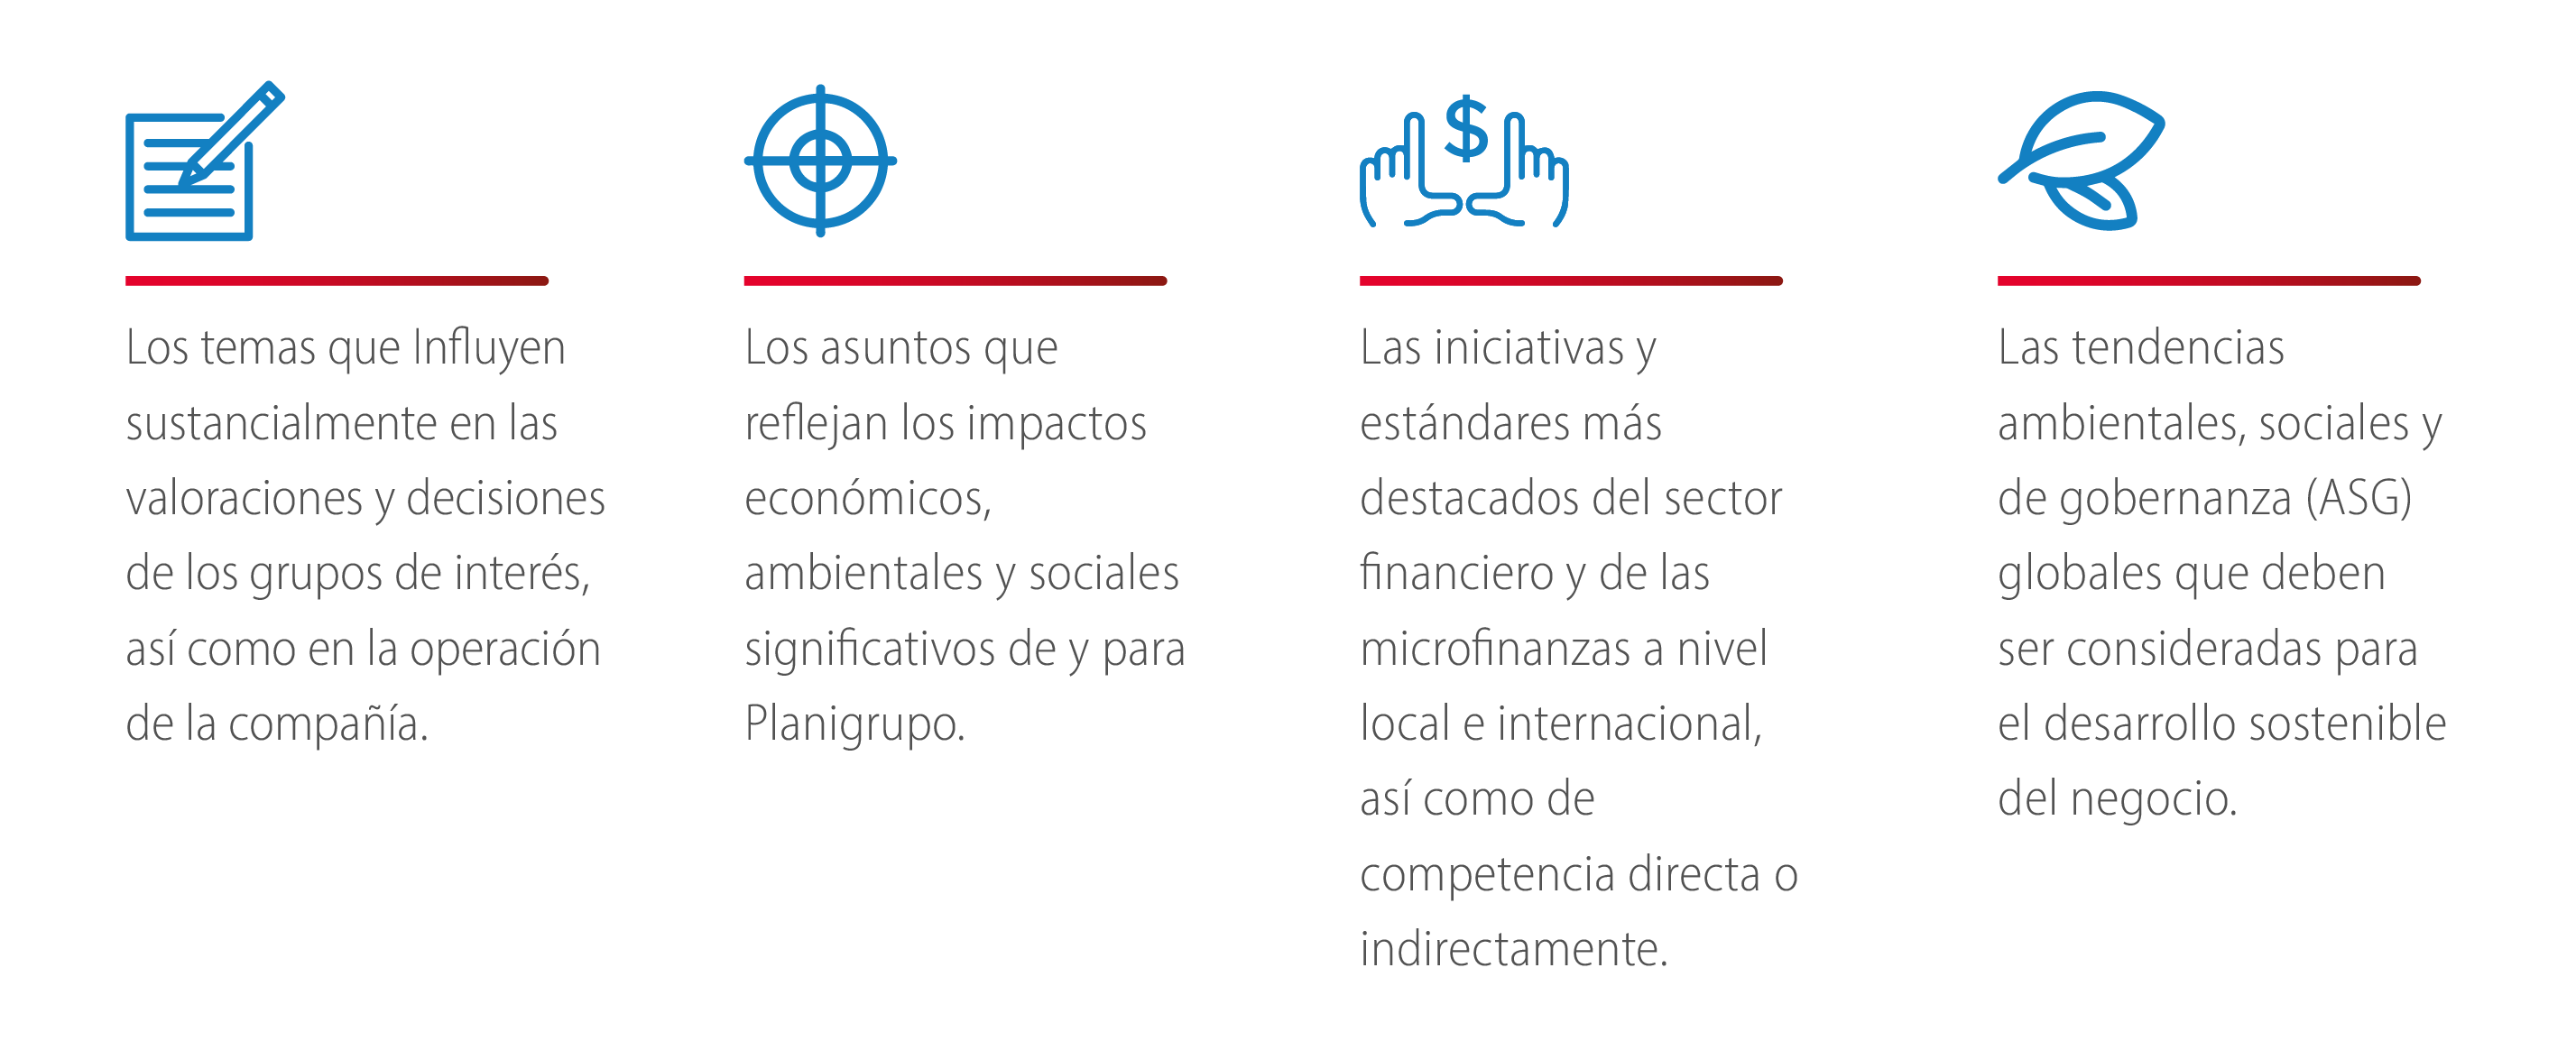 Los temas que Influyen
sustancialmente en las
valoraciones y decisiones
de los grupos de interés,
así como en la operación
de la compañía.
Los asuntos que
reflejan los impactos
económicos,
ambientales y sociales
significativos de y para
Planigrupo.
$
Las iniciativas y
estándares más
destacados del sector
financiero y de las
microfinanzas a nivel
local e internacional,
así como de
competencia directa o
indirectamente.
Las tendencias
ambientales, sociales y
de gobernanza (ASG)
globales que deben
ser consideradas para
el desarrollo sostenible
del negocio.